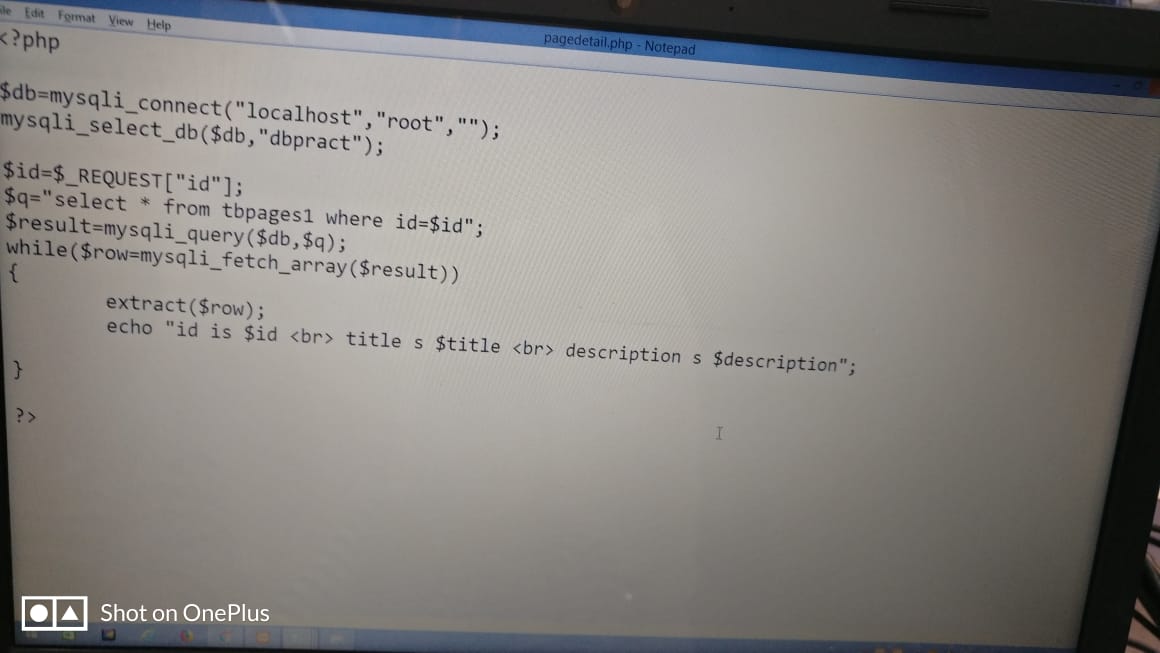 Edit Format View Help
pagedetail.php - Notepad
<?php
$db=mysqli_connect("localhost","root","");
mysqli_select_db($db,"dbpract");
$id=$_REQUEST["id"];
$q="select * from tbpages1 where id=$id";
$result=mysqli_query($db,$q);
while($row=mysqli_fetch_array($result))
{
extract($row);
echo "id is $id <br> title s $title <br> description s $description";
}
?>
Shot on OnePlus